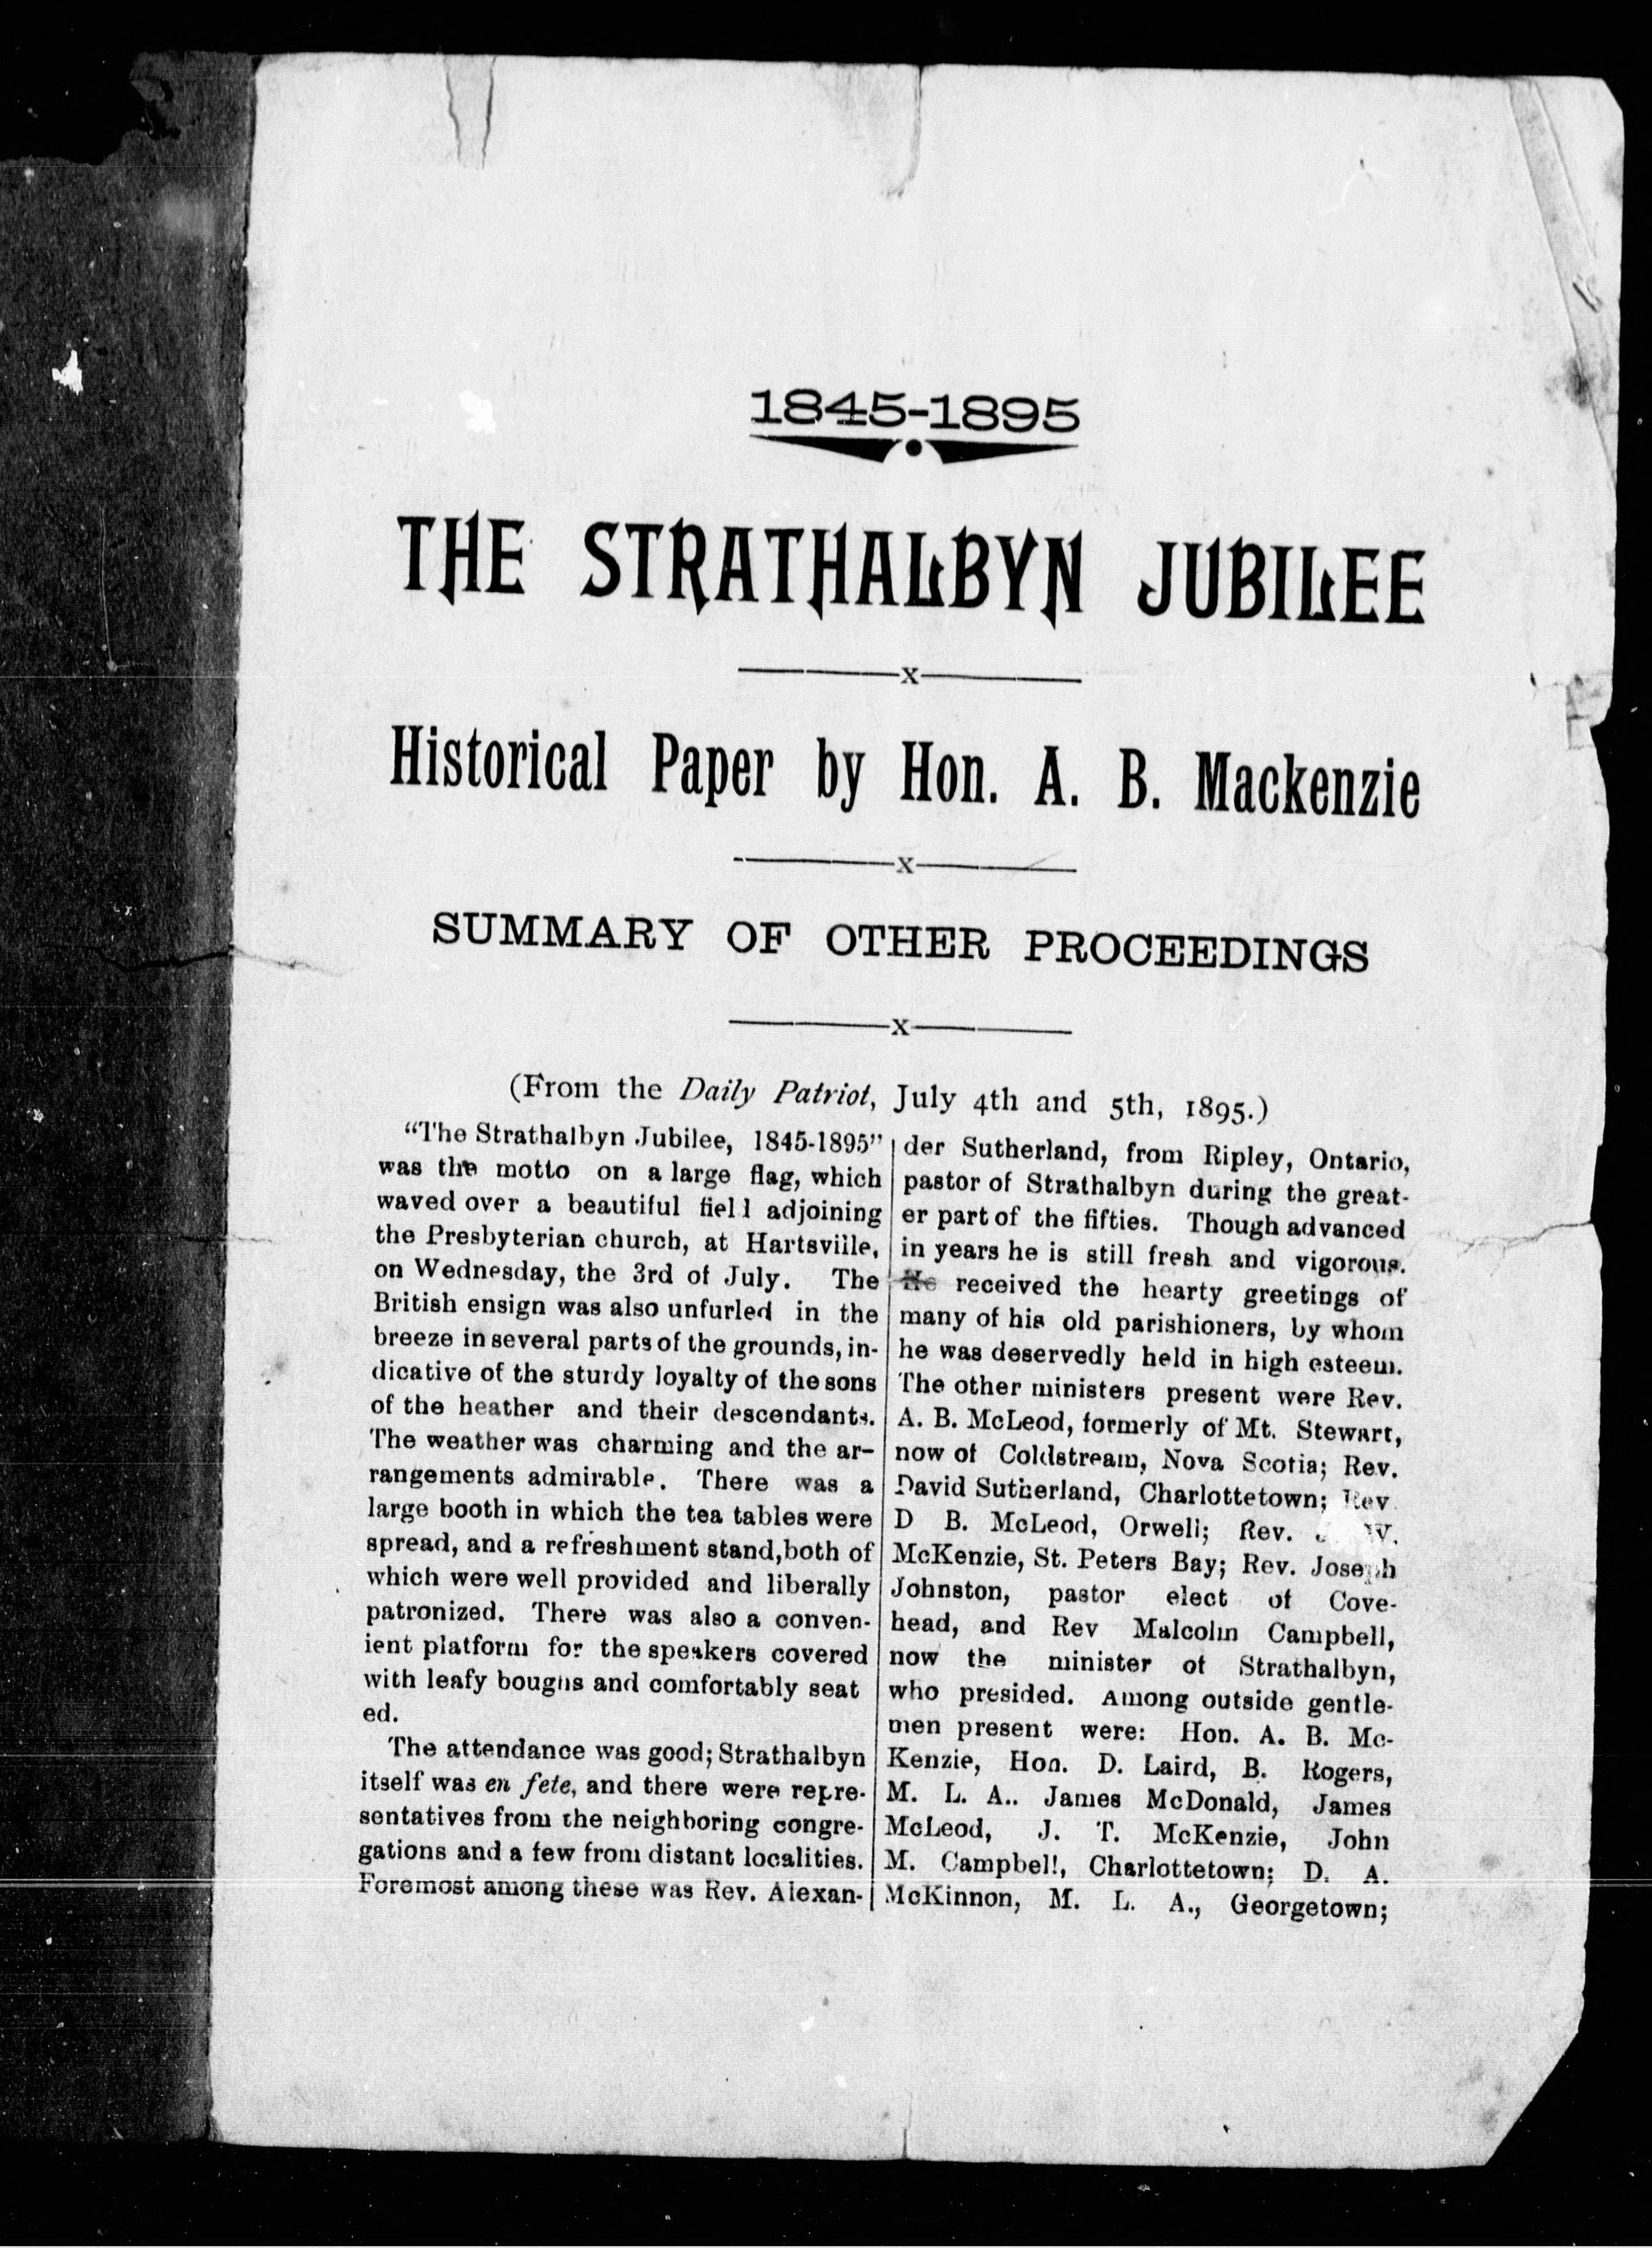 1845-1895
THE STRATHALBYN JUBILEE
x
Historical Paper by Hon. A. B. Mackenzie
x
SUMMARY OF OTHER PROCEEDINGS
x
(From the Daily Patriot, July 4th and 5th, 1895.)
“The Strathalbyn Jubilee, 1845-1895”
was the motto on a large flag, which
waved over a beautiful field adjoining
the Presbyterian church, at Hartsville,
on Wednesday, the 3rd of July. The
British ensign was also unfurled in the
breeze in several parts of the grounds, in-
dicative of the sturdy loyalty of the sons
of the heather and their descendants.
The weather was charming and the ar-
rangements admirable. There was a
large booth in which the tea tables were
spread, and a refreshment stand, both of
which were well provided and liberally
patronized. There was also a conven-
ient platform for the speakers covered
with leafy boughs and comfortably seat
ed.
The attendance was good; Strathalbyn
itself was en fete, and there were repre-
sentatives from the neighboring congre-
gations and a few from distant localities.
Foremost among these was Rev. Alexan-
der Sutherland, from Ripley, Ontario,
pastor of Strathalbyn during the great-
er part of the fifties. Though advanced
in years he is still fresh and vigorous.
He received the hearty greetings of
many of his old parishioners, by whom
he was deservedly held in high esteem.
The other ministers present were Rev.
A. B. McLeod, formerly of Mt. Stewart,
now of Coldstream, Nova Scotia; Rev.
David Sutherland, Charlottetown; Rev.
D B. McLeod, Orwell; Rev. W.
McKenzie, St. Peters Bay; Rev. Joseph
Johnston, pastor elect of Cove-
head, and Rev Malcolm Campbell,
now the minister of Strathalbyn,
who presided. Among outside gentle-
men present were: Hon. A. B. Mc-
Kenzie, Hon. D. Laird, B. Rogers,
M. L. A.. James McDonald, James
McLeod, J. T. McKenzie, John
M. Campbell, Charlottetown; D. A.
McKinnon, M. L. A., Georgetown;